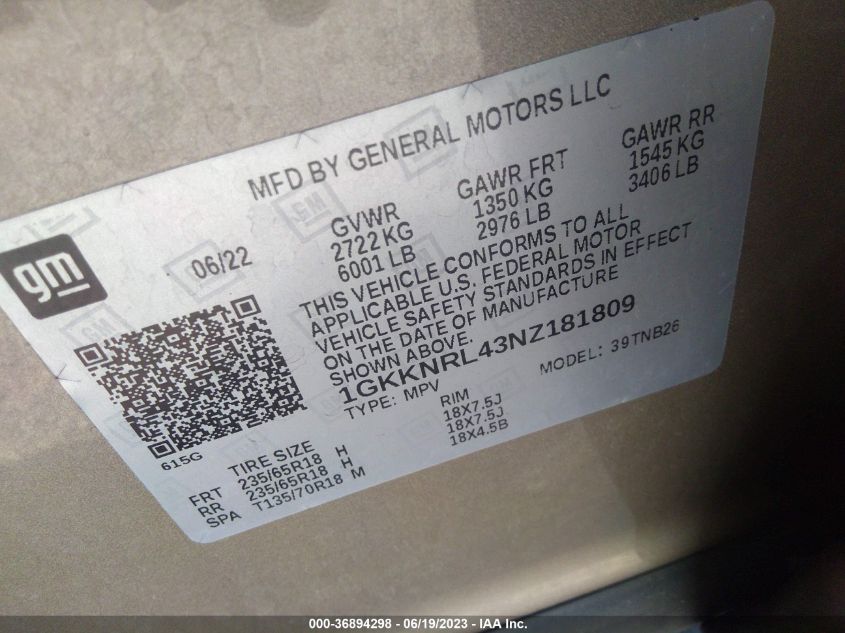 MFD BY GENERAL MOTORS LLC
gm
06/22
GVWR
2722 KG
6001 LB
GAWR FRT
1350 KG
2976 LB
GAWR RR
1545 KG
3406 LB
THIS VEHICLE CONFORMS TO ALL
APPLICABLE U.S. FEDERAL MOTOR
VEHICLE SAFETY STANDARDS IN EFFECT
ON THE DATE OF MANUFACTURE
SHOWN ABOVE.
1GKKNRL43NZ181809
TYPE: MPV
MODEL: 39TNB26
615G
TIRE SIZE RIM
FRT 235/65R18 H 18X7.5J
RR 235/65R18 H 18X7.5J
SPA T135/70R18 M 18X4.5B
000-36894298 - 06/19/2023 - IAA Inc.